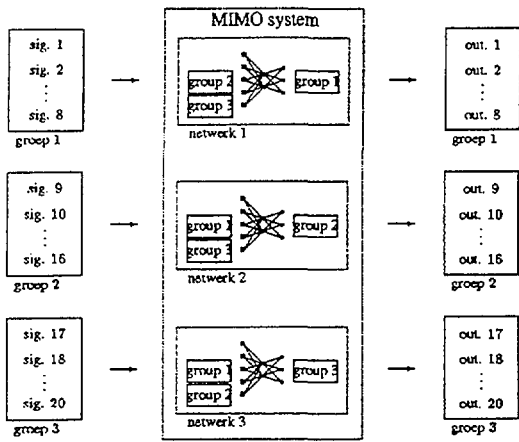 MIMO system
sig. 1
sig. 2
sig. 8
groep 1
group 2
group 3
group 1
netwerk 1
out. 1
out. 2
out. 8
groep 1
sig. 9
sig. 10
sig. 16
groep 2
group 1
group 3
group 2
netwerk 2
out. 9
out. 10
out. 16
groep 2
sig. 17
sig. 18
sig. 20
groep 3
group 1
group 2
group 3
netwerk 3
out. 17
out. 18
out. 20
groep 3